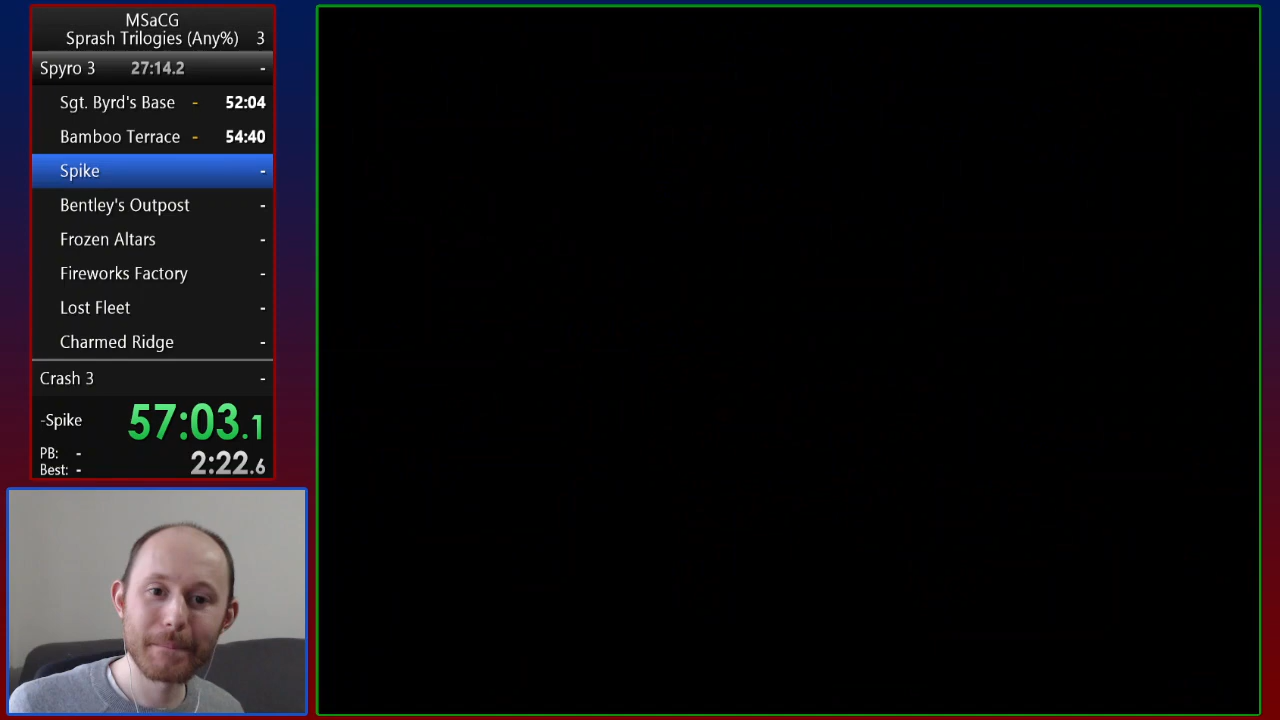 MSaCG
Sprash Trilogies (Any%) 3
Spyro 3 27:14.2 -
Sgt. Byrd's Base - 52:04
Bamboo Terrace - 54:40
Spike -
Bentley's Outpost -
Frozen Altars -
Fireworks Factory -
Lost Fleet -
Charmed Ridge -
Crash 3 -
-Spike 57:03.1
PB: -
Best: - 2:22.6